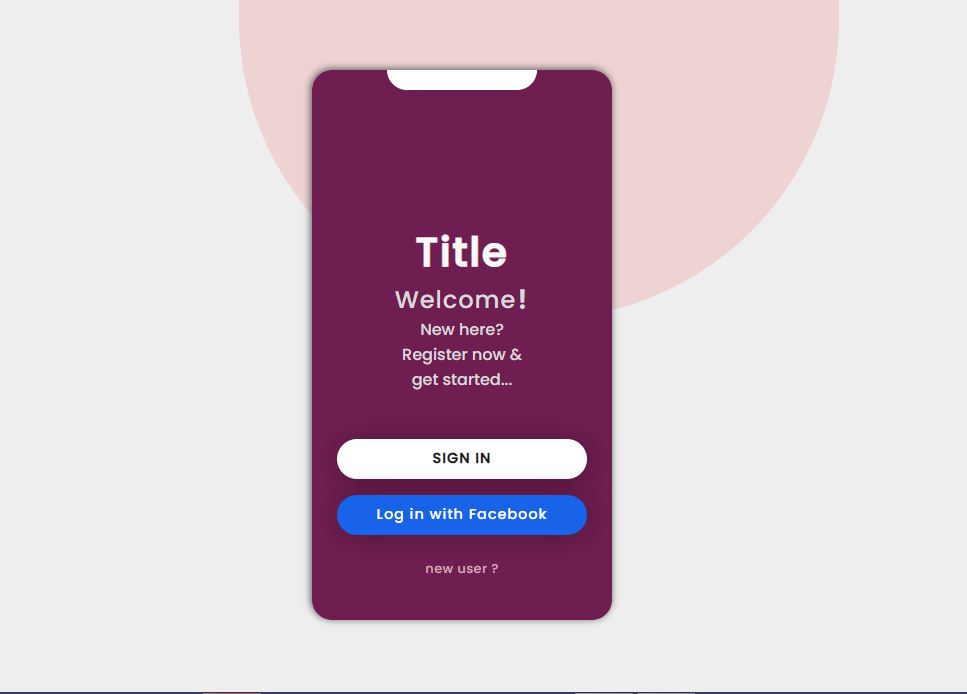 Title
Welcome!
New here?
Register now &
get started...
SIGN IN
Log in with Facebook
new user ?